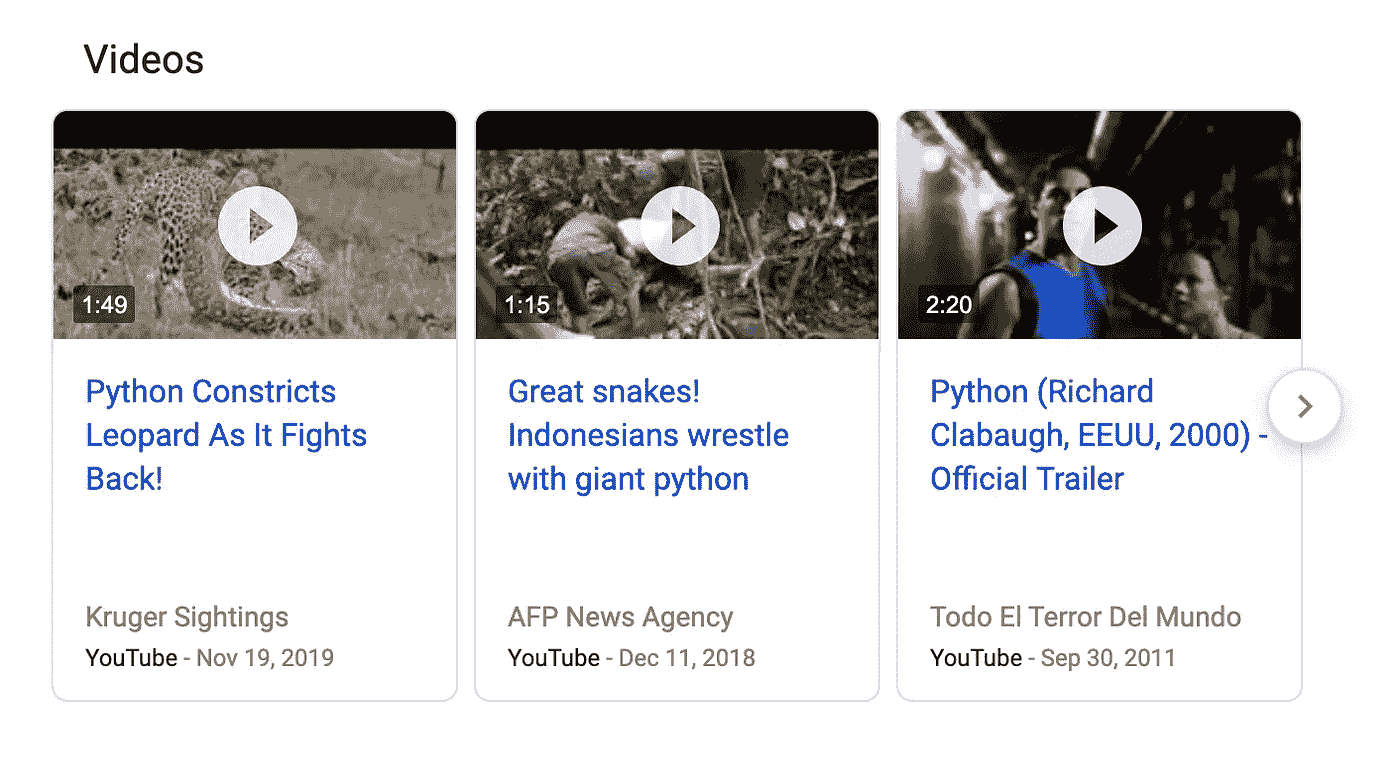 Videos
1:49
1:15
2:20
Python Constricts
Leopard As It Fights
Back!
Great snakes!
Indonesians wrestle
with giant python
Python (Richard
Clabaugh, EEUU, 2000) -
Official Trailer
Kruger Sightings
YouTube - Nov 19, 2019
AFP News Agency
YouTube - Dec 11, 2018
Todo El Terror Del Mundo
YouTube - Sep 30, 2011